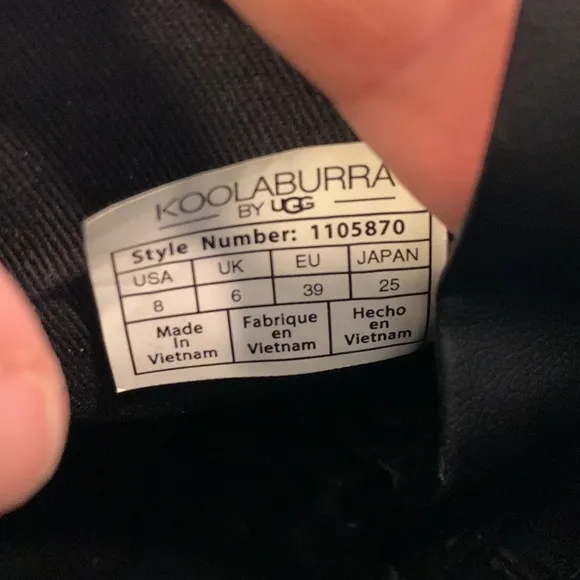 KOOLABURRA
BY UGG
Style Number: 1105870
USA UK EU JAPAN
8 6 39 25
Made In Vietnam
Fabrique en Vietnam
Hecho en Vietnam